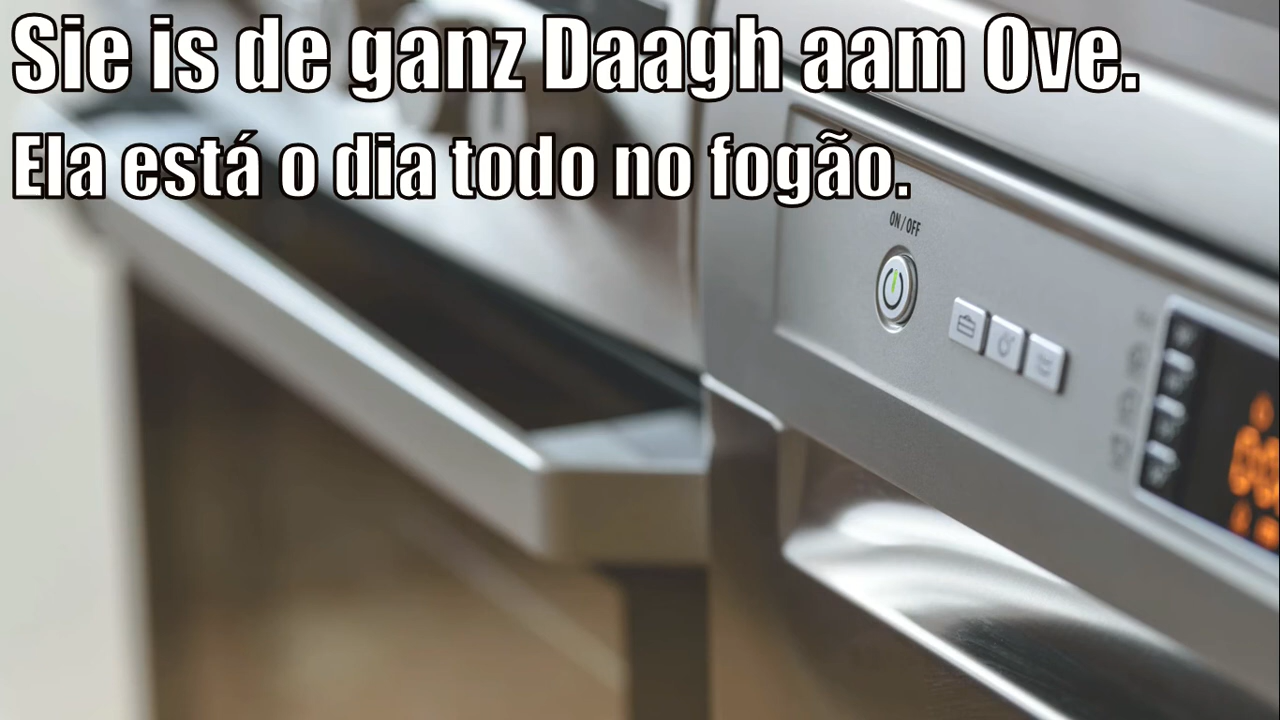 Sie is de ganz Daagh aam Ove.
Ela está o dia todo no fogão.
ON / OFF